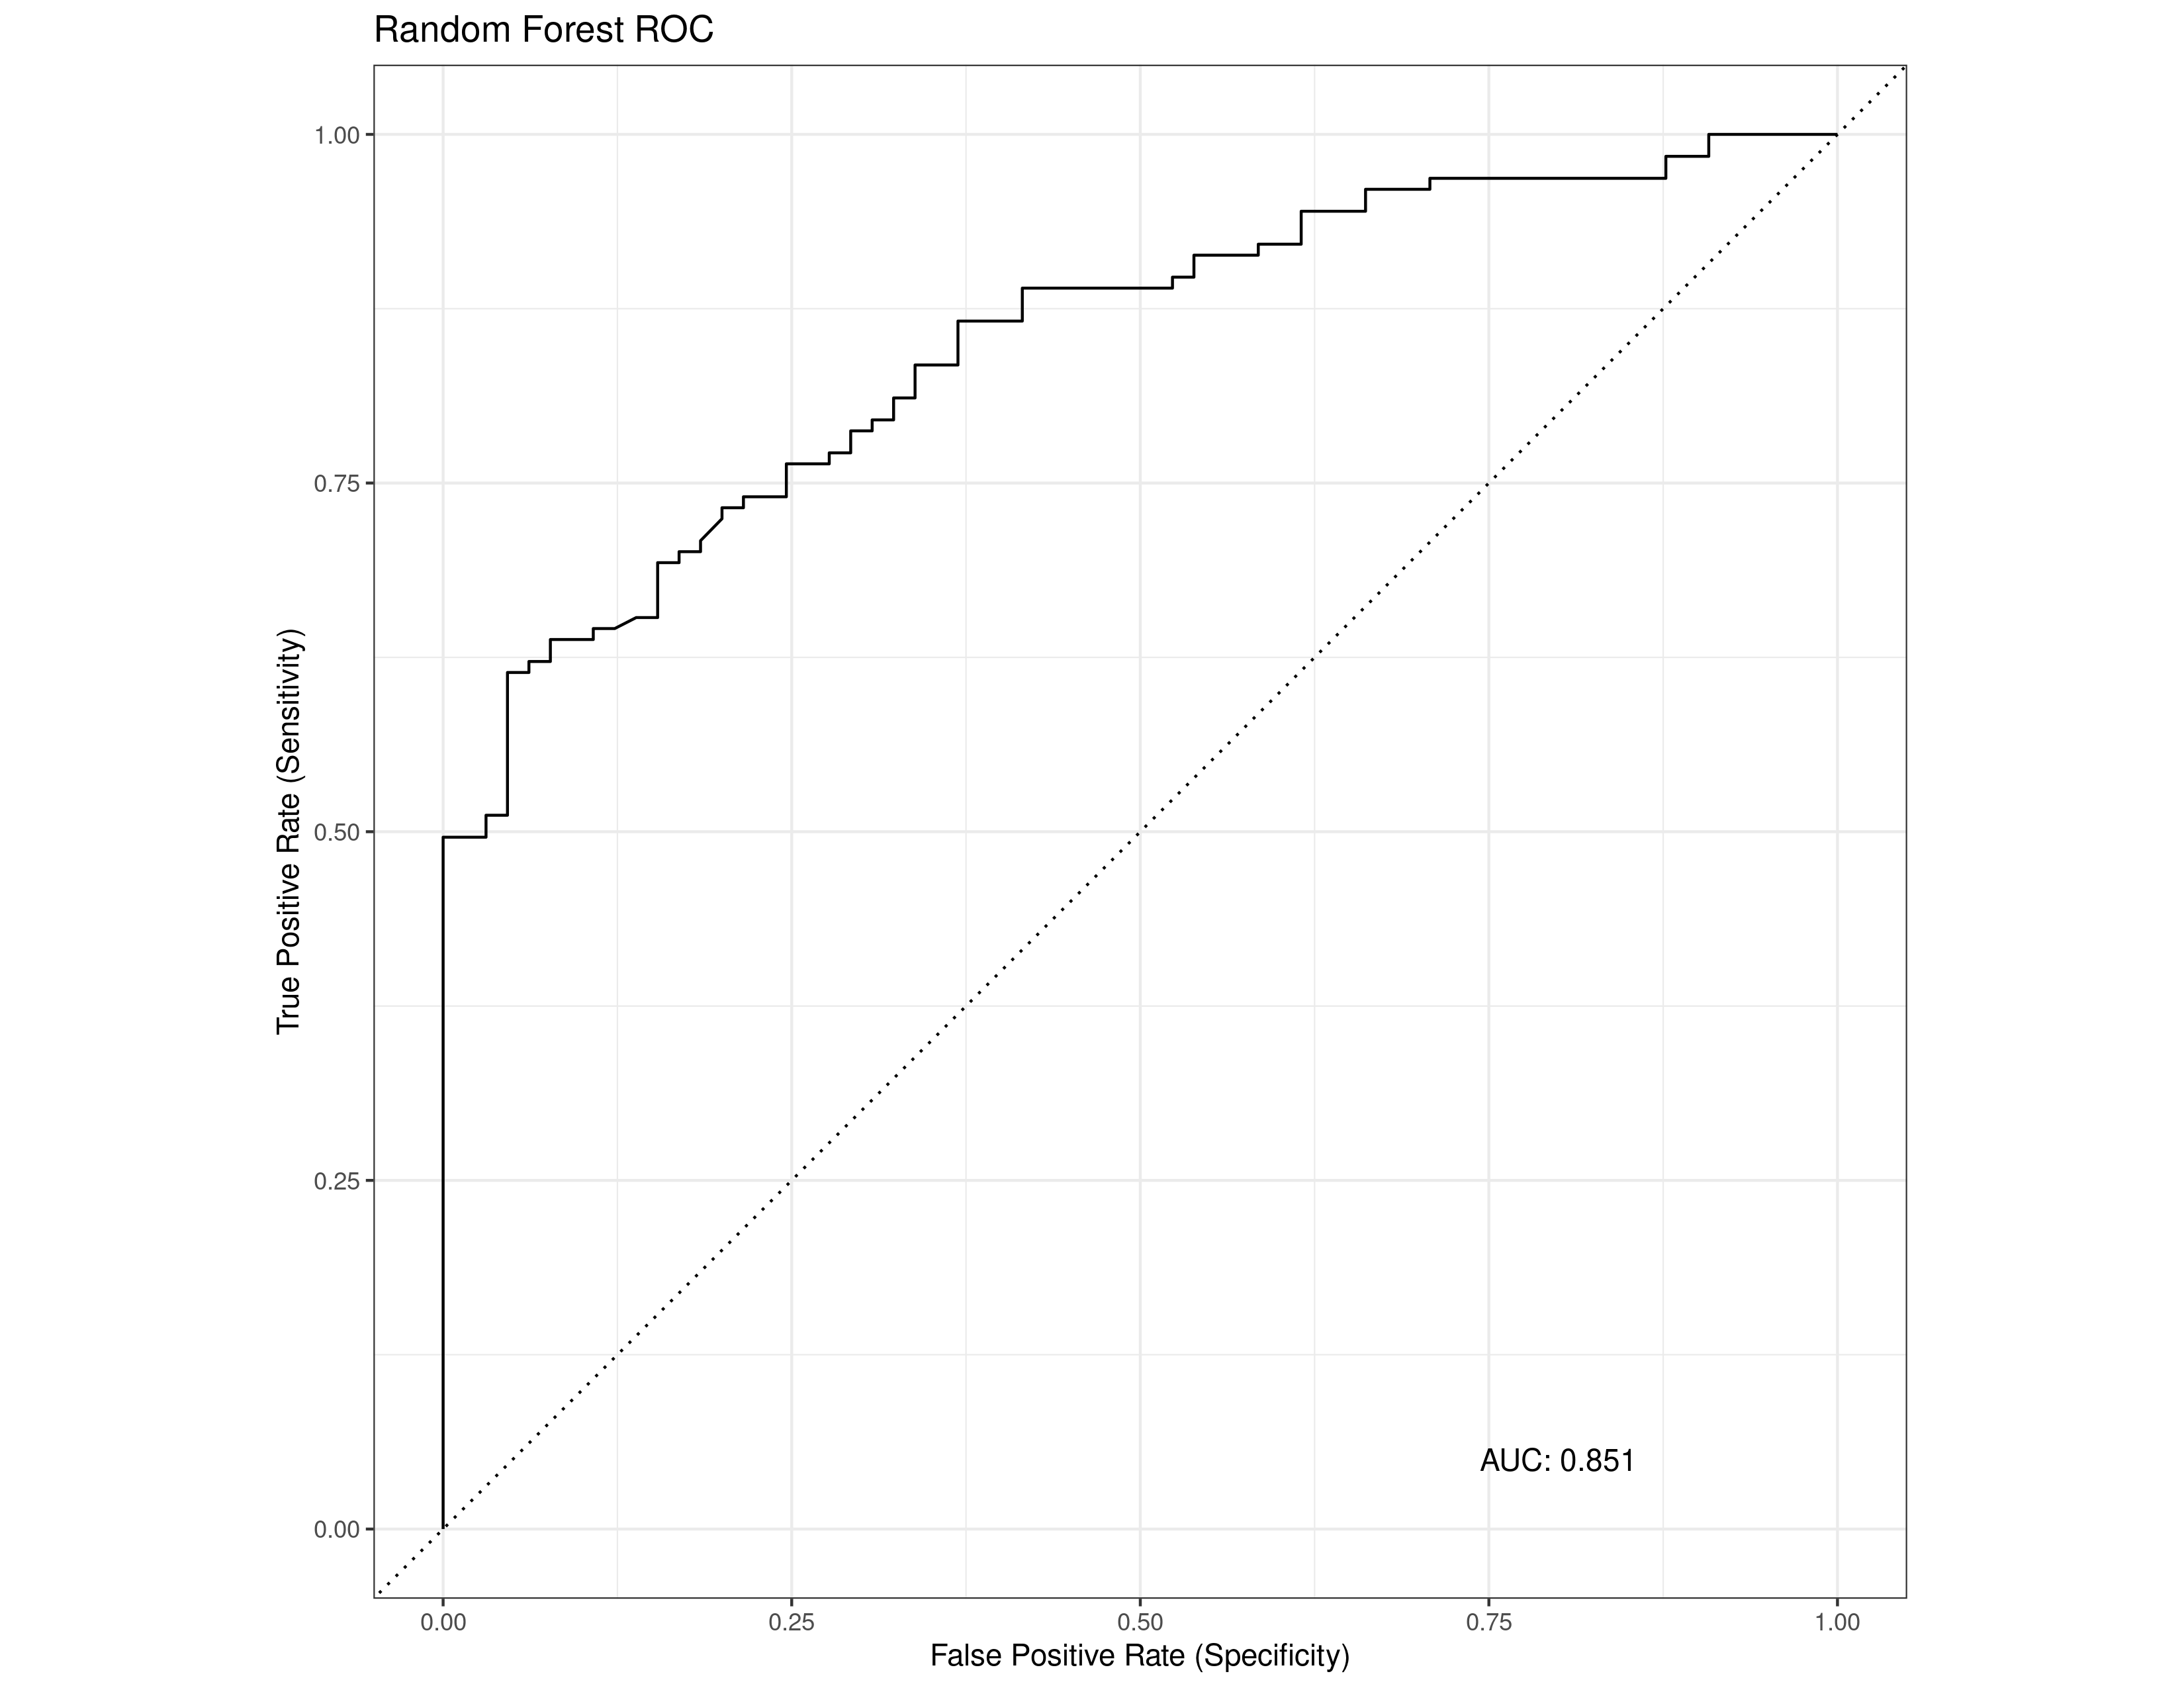 Random Forest ROC
1.00
0.75
0.50
0.25
0.00
True Positive Rate (Sensitivity)
AUC: 0.851
0.00 0.25 0.50 0.75 1.00
False Positive Rate (Specificity)